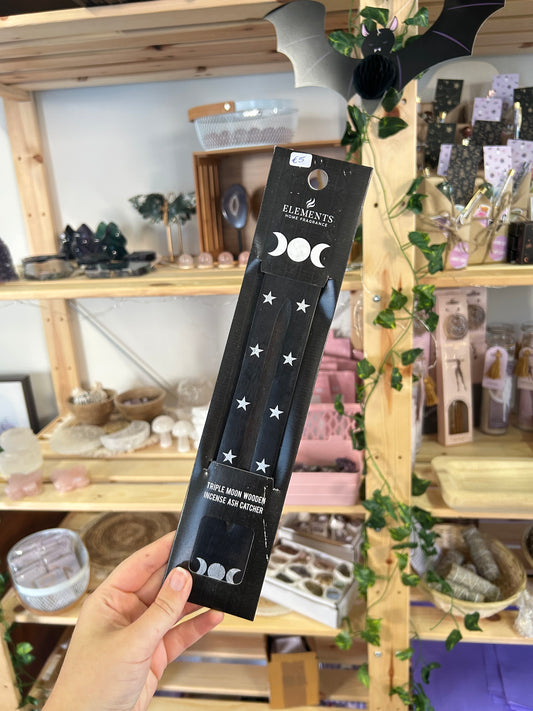 £5
ELEMENTS
HOME FRAGRANCE
TRIPLE MOON WOODEN
INCENSE ASH CATCHER